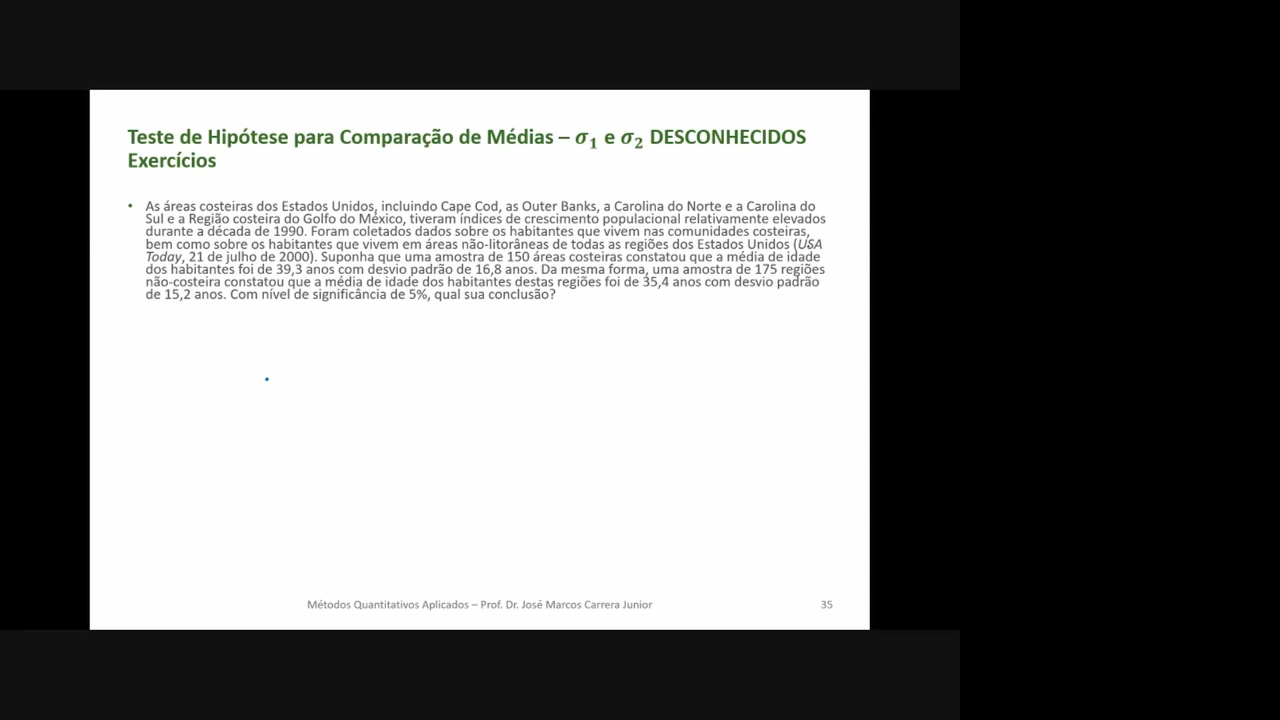 Teste de Hipótese para Comparação de Médias – σ₁ e σ₂ DESCONHECIDOS
Exercícios
• As áreas costeiras dos Estados Unidos, incluindo Cape Cod, as Outer Banks, a Carolina do Norte e a Carolina do
Sul e a Região costeira do Golfo do México, tiveram índices de crescimento populacional relativamente elevados
durante a década de 1990. Foram coletados dados sobre os habitantes que vivem nas comunidades costeiras,
bem como sobre os habitantes que vivem em áreas não-litorâneas de todas as regiões dos Estados Unidos (USA
Today, 21 de julho de 2000). Suponha que uma amostra de 150 áreas costeiras constatou que a média de idade
dos habitantes foi de 39,3 anos com desvio padrão de 16,8 anos. Da mesma forma, uma amostra de 175 regiões
não-costeira constatou que a média de idade dos habitantes destas regiões foi de 35,4 anos com desvio padrão
de 15,2 anos. Com nível de significância de 5%, qual sua conclusão?
Métodos Quantitativos Aplicados – Prof. Dr. José Marcos Carrera Junior
35